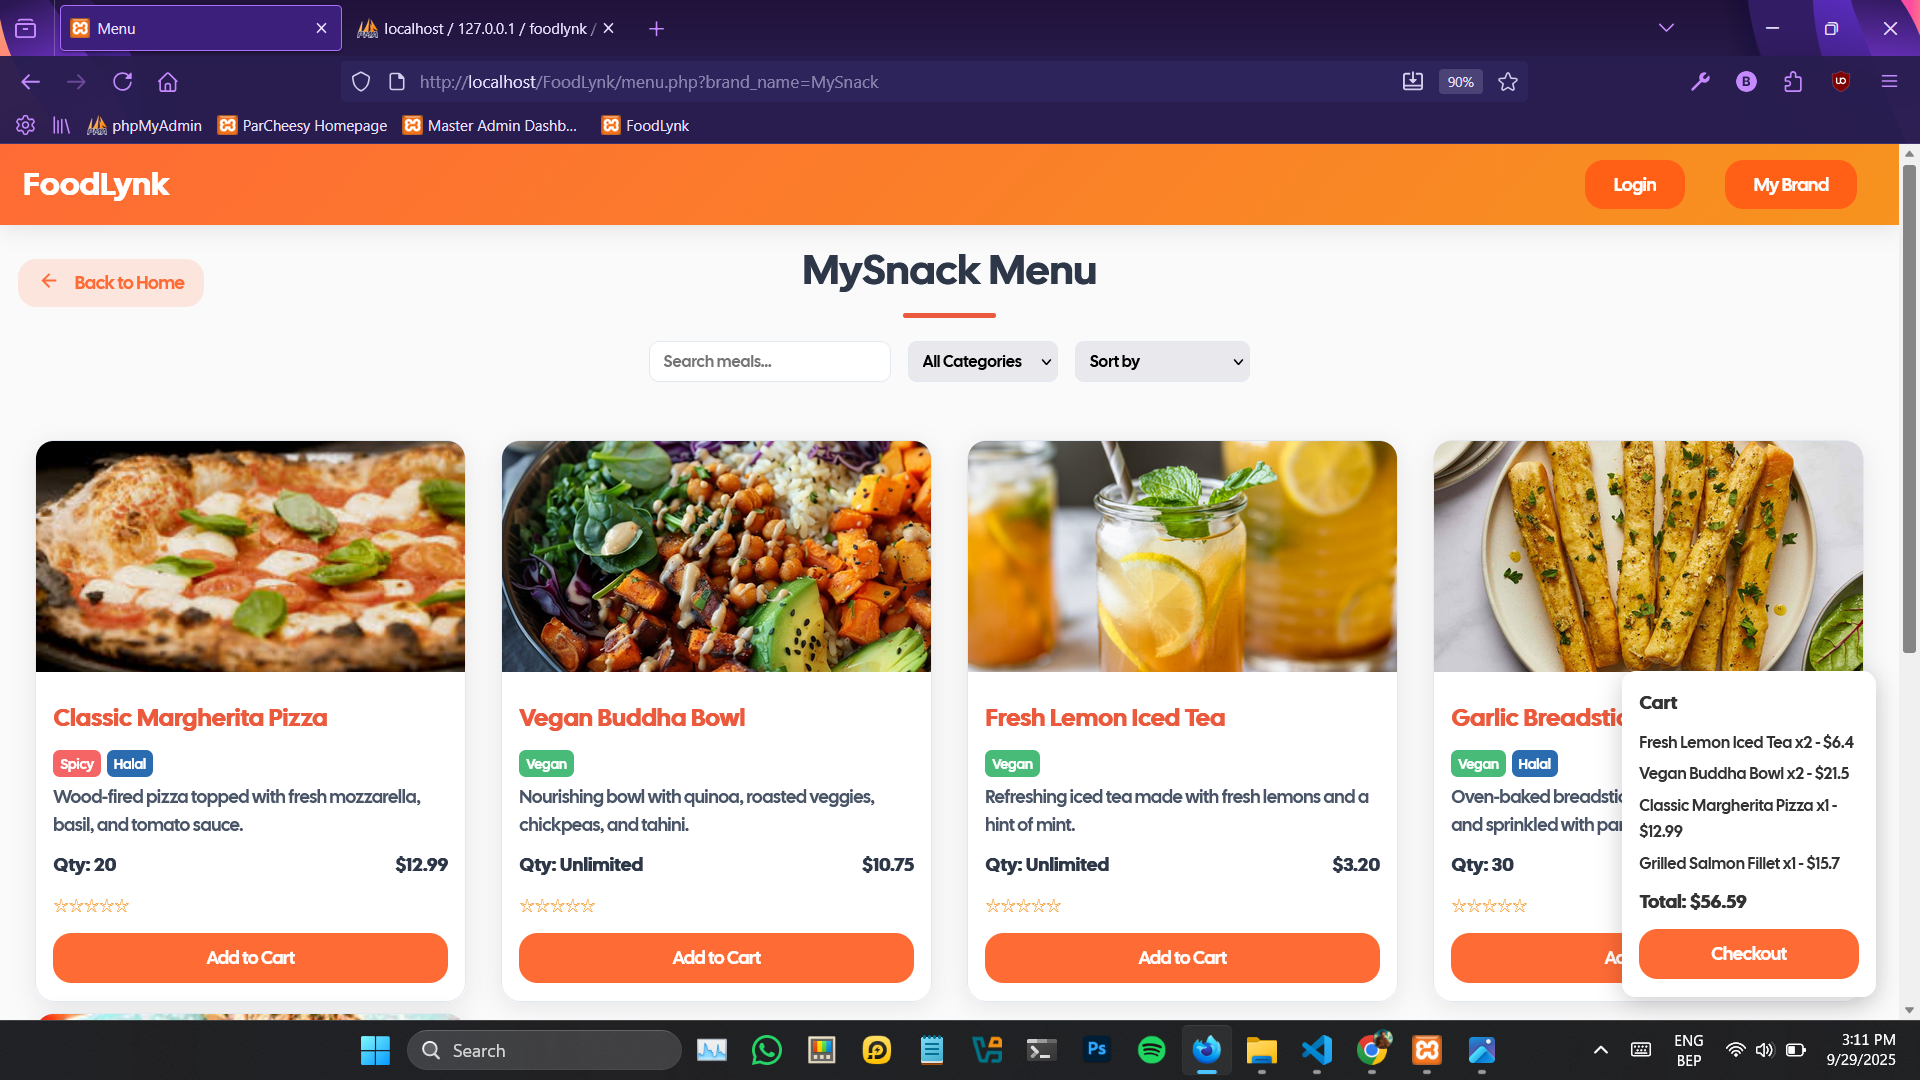 Menu
localhost / 127.0.0.1 / foodlynk /
http://localhost/FoodLynk/menu.php?brand_name=MySnack
90%
B
phpMyAdmin
ParCheesy Homepage
Master Admin Dashb...
FoodLynk
FoodLynk
Login
My Brand
Back to Home
MySnack Menu
Search meals...
All Categories
Sort by
Classic Margherita Pizza
Spicy
Halal
Wood-fired pizza topped with fresh mozzarella,
basil, and tomato sauce.
Qty: 20
$12.99
Add to Cart
Vegan Buddha Bowl
Vegan
Nourishing bowl with quinoa, roasted veggies,
chickpeas, and tahini.
Qty: Unlimited
$10.75
Add to Cart
Fresh Lemon Iced Tea
Vegan
Refreshing iced tea made with fresh lemons and a
hint of mint.
Qty: Unlimited
$3.20
Add to Cart
Garlic Breadstic
Vegan
Halal
Oven-baked breadstic
and sprinkled with par
Qty: 30
Ad
Cart
Fresh Lemon Iced Tea x2 - $6.4
Vegan Buddha Bowl x2 - $21.5
Classic Margherita Pizza x1 -
$12.99
Grilled Salmon Fillet x1 - $15.7
Total: $56.59
Checkout
Search
Ps
ENG
BEP
3:11 PM
9/29/2025